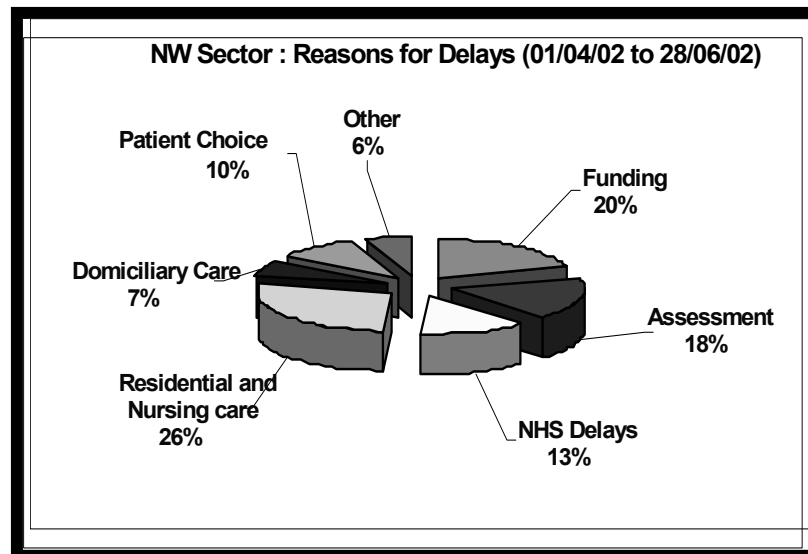 NW Sector : Reasons for Delays (01/04/02 to 28/06/02)
Other
6%
Patient Choice
10%
Funding
20%
Domiciliary Care
7%
Assessment
18%
Residential and
Nursing care
26%
NHS Delays
13%